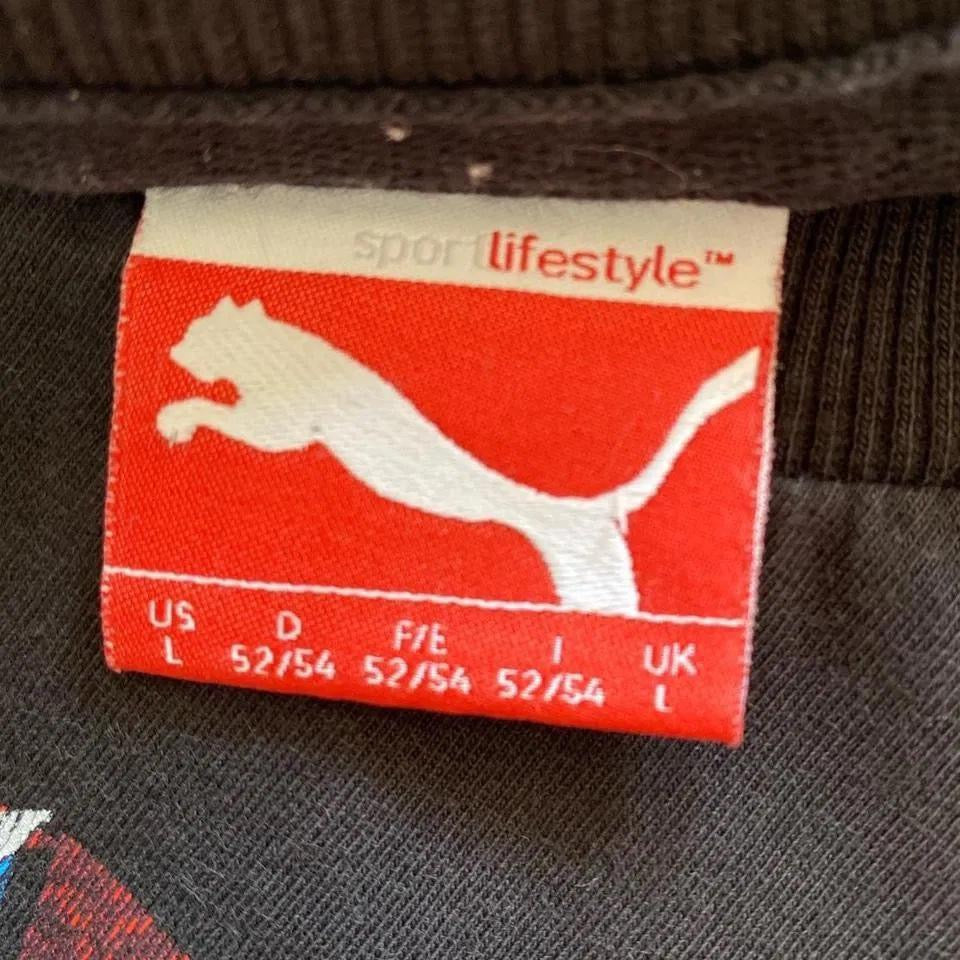 sportlifestyle™
US D F/E I UK
L 52/54 52/54 52/54 L